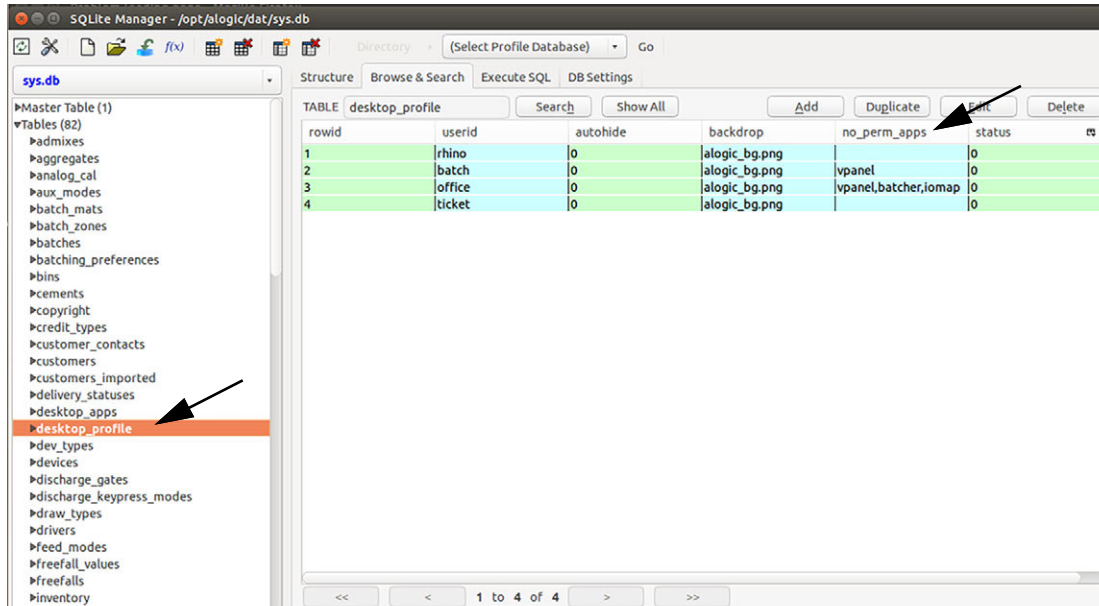 SQLite Manager - /opt/alogic/dat/sys.db
f(x) Directory (Select Profile Database) Go
sys.db
Structure Browse & Search Execute SQL DB Settings
Master Table (1)
Tables (82)
admixes
aggregates
analog_cal
aux_modes
batch_mats
batch_zones
batches
batching_preferences
bins
cements
copyright
credit_types
customer_contacts
customers
customers_imported
delivery_statuses
desktop_apps
desktop_profile
dev_types
devices
discharge_gates
discharge_keypress_modes
draw_types
drivers
feed_modes
freefall_values
freefalls
inventory
TABLE desktop_profile Search Show All Add Duplicate Edit Delete
rowid userid autohide backdrop no_perm_apps status
1 rhino 0 alogic_bg.png 0
2 batch 0 alogic_bg.png vpanel 0
3 office 0 alogic_bg.png vpanel,batcher,iomap 0
4 ticket 0 alogic_bg.png 0
<< < 1 to 4 of 4 > >>